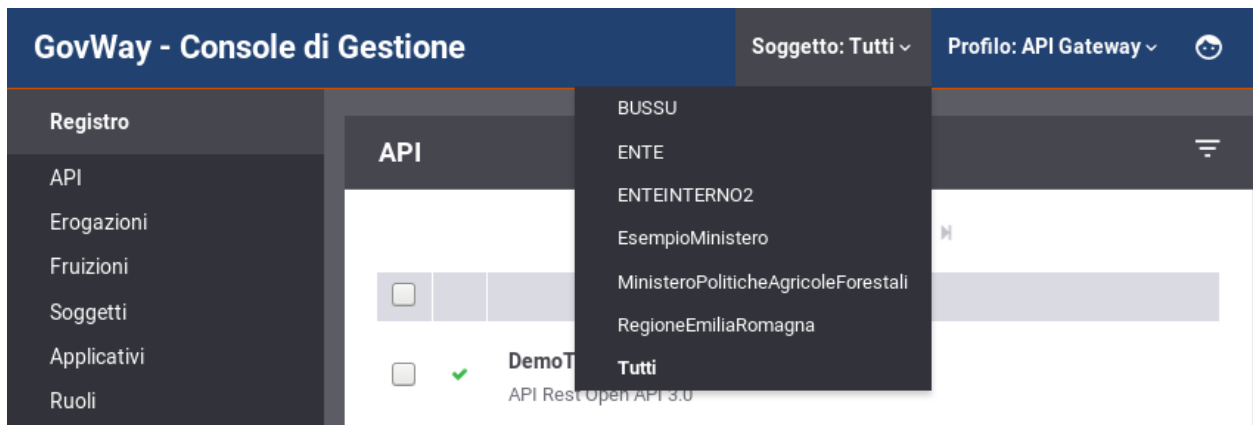 GovWay - Console di Gestione
Soggetto: Tutti
Profilo: API Gateway
Registro
API
Erogazioni
Fruizioni
Soggetti
Applicativi
Ruoli
API
BUSSU
ENTE
ENTEINTERNO2
EsempioMinistero
MinisteroPoliticheAgricoleForestali
RegioneEmiliaRomagna
Tutti
DemoT
API Rest Open API 3.0